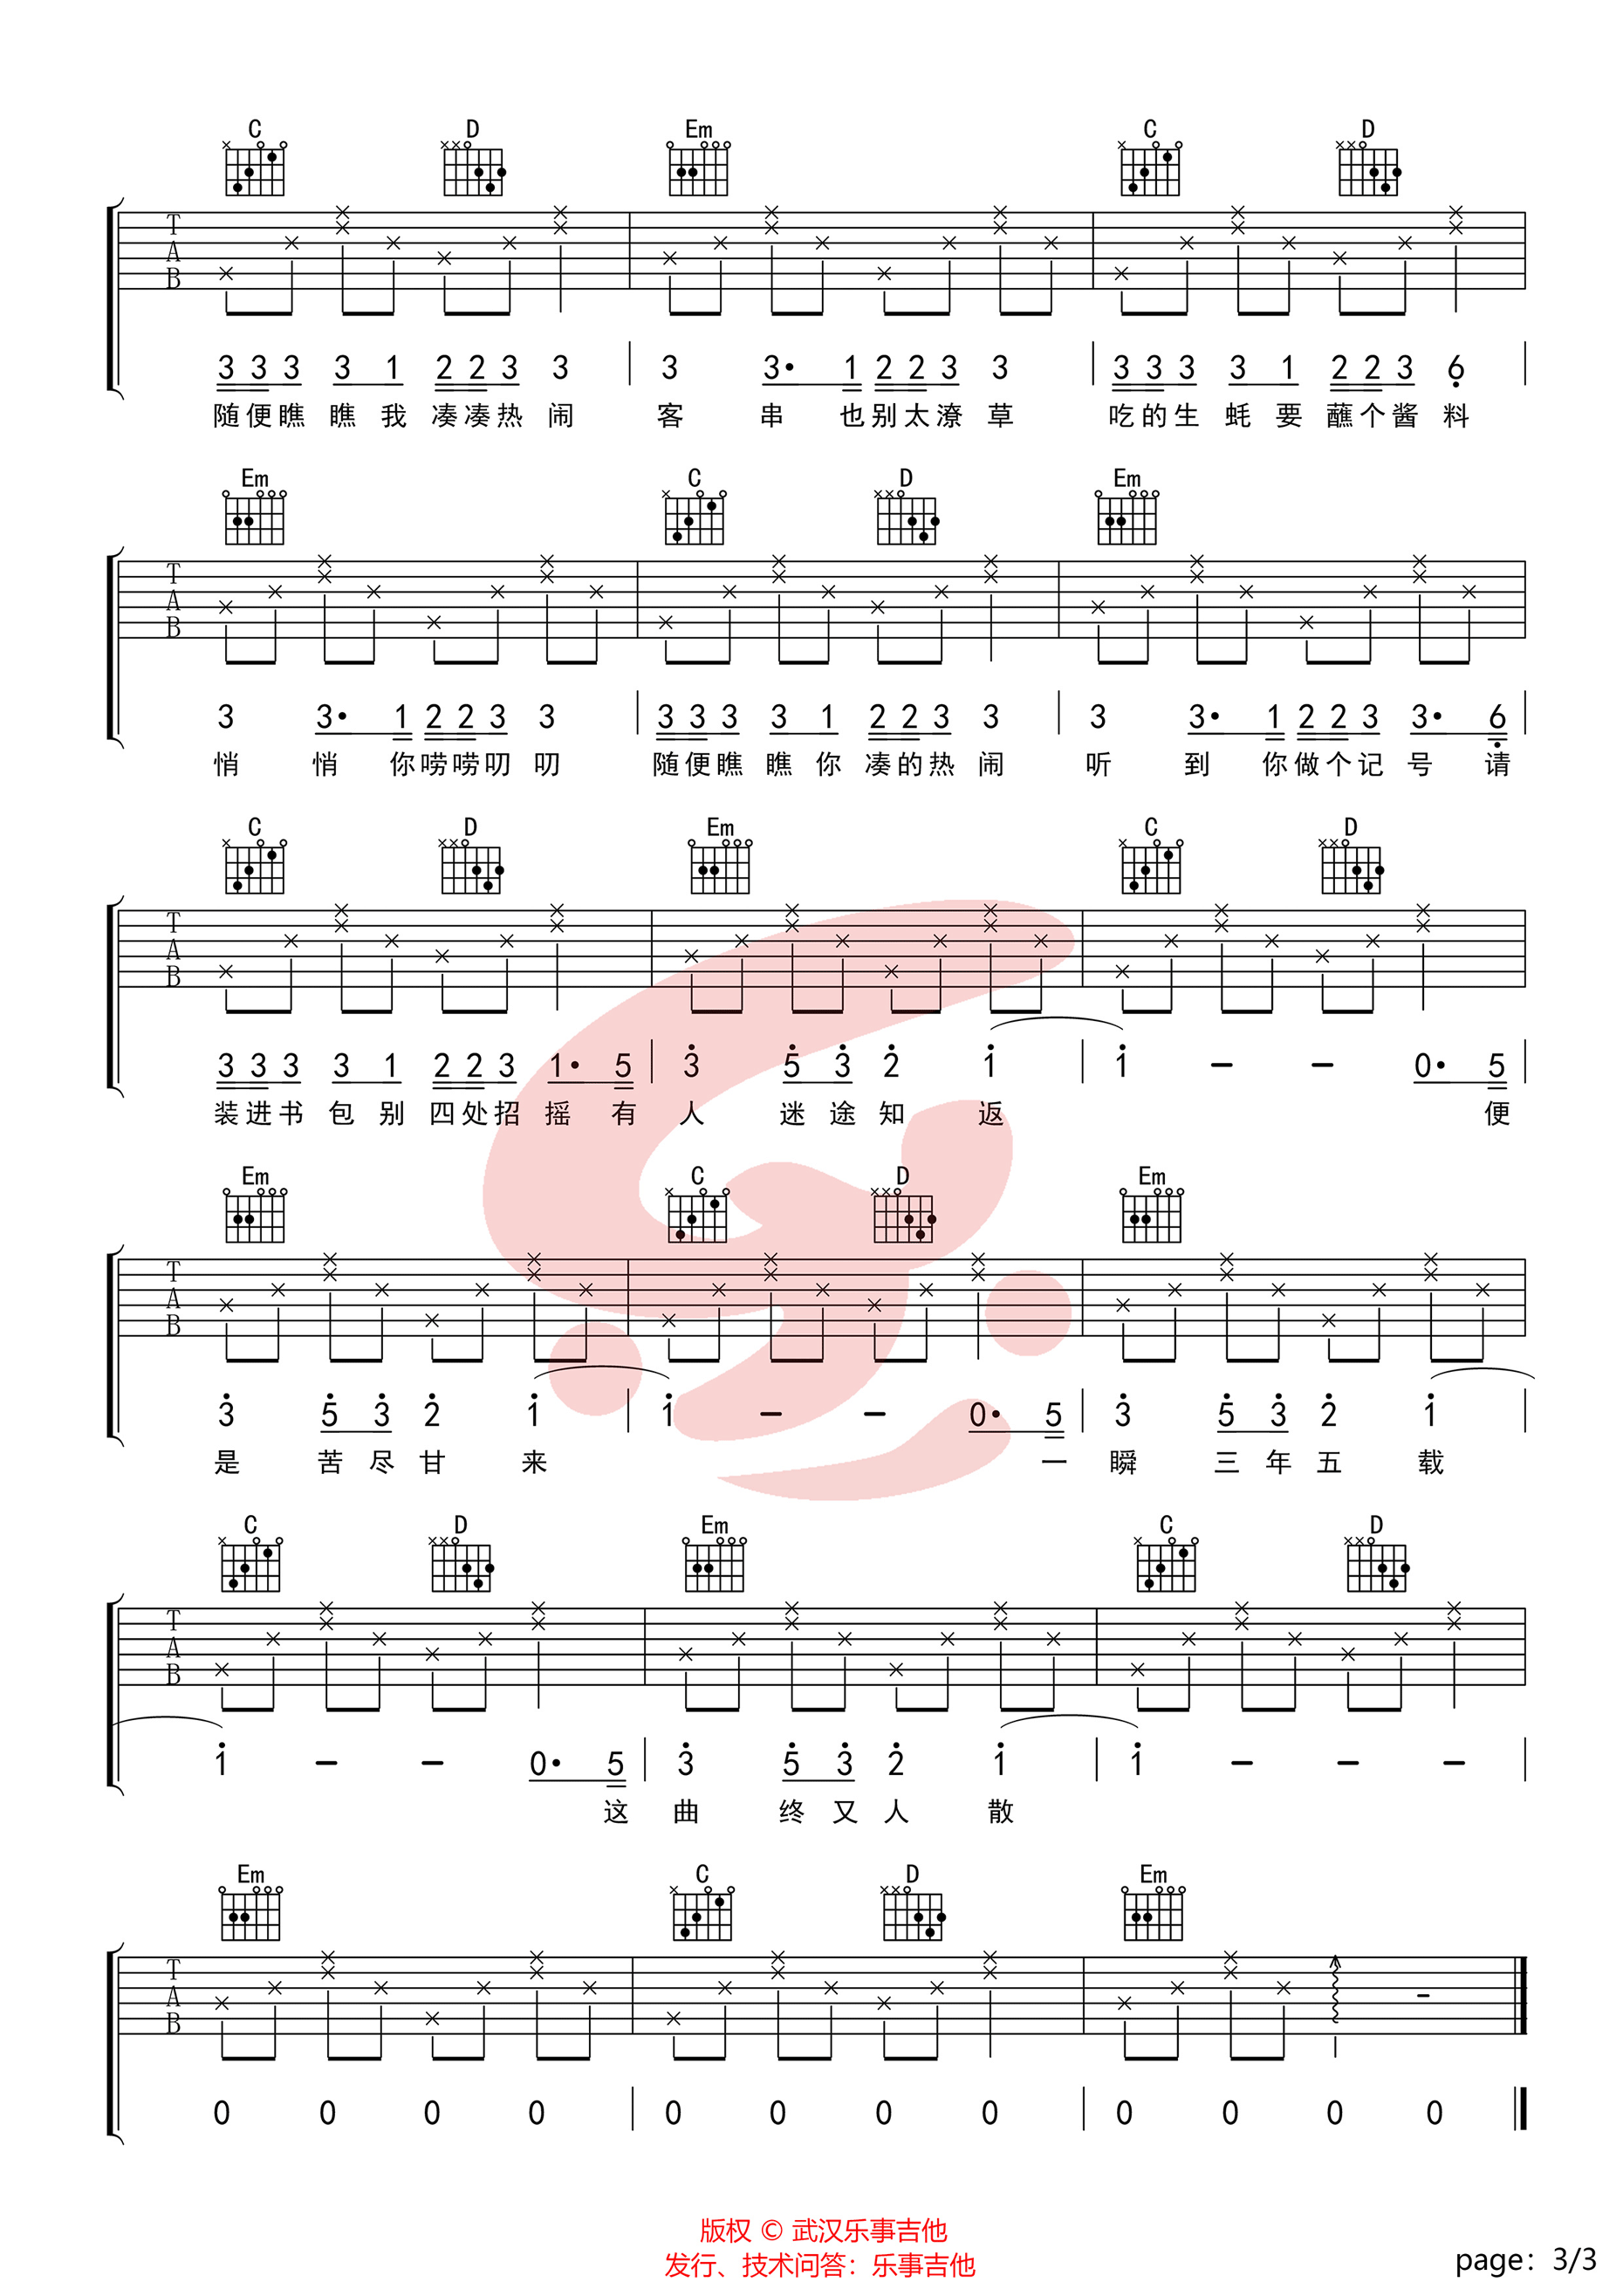 C D Em C D
T
A
B
3 3 3 3 1 2 2 3 3 3 3· 1 2 2 3 3 3 3 3 3 1 2 2 3 6
随便瞧 瞧 我 凑凑热 闹 客 串 也别太潦 草 吃的生 蚝 要 蘸个酱 料
Em C D Em
T
A
B
3 3· 1 2 2 3 3 3 3 3 3 1 2 2 3 3 3 3· 1 2 2 3 3· 6
悄 悄 你唠唠叨 叨 随便瞧 瞧 你 凑的热 闹 听 到 你做个记 号 请
C D Em C D
T
A
B
3 3 3 3 1 2 2 3 1· 5 3 5 3 2 1 1 - - 0· 5
装进书 包 别 四处招 摇 有 人 迷 途 知 返 便
Em C D Em
T
A
B
3 5 3 2 1 1 - - 0· 5 3 5 3 2 1
是 苦 尽 甘 来 一 瞬 三 年 五 载
C D Em C D
T
A
B
1 - - 0· 5 3 5 3 2 1 1 - - -
这 曲 终 又 人 散
Em C D Em
T
A
B
0 0 0 0 0 0 0 0 0 0 0 0
版权 © 武汉乐事吉他
发行、技术问答：乐事吉他
page：3/3